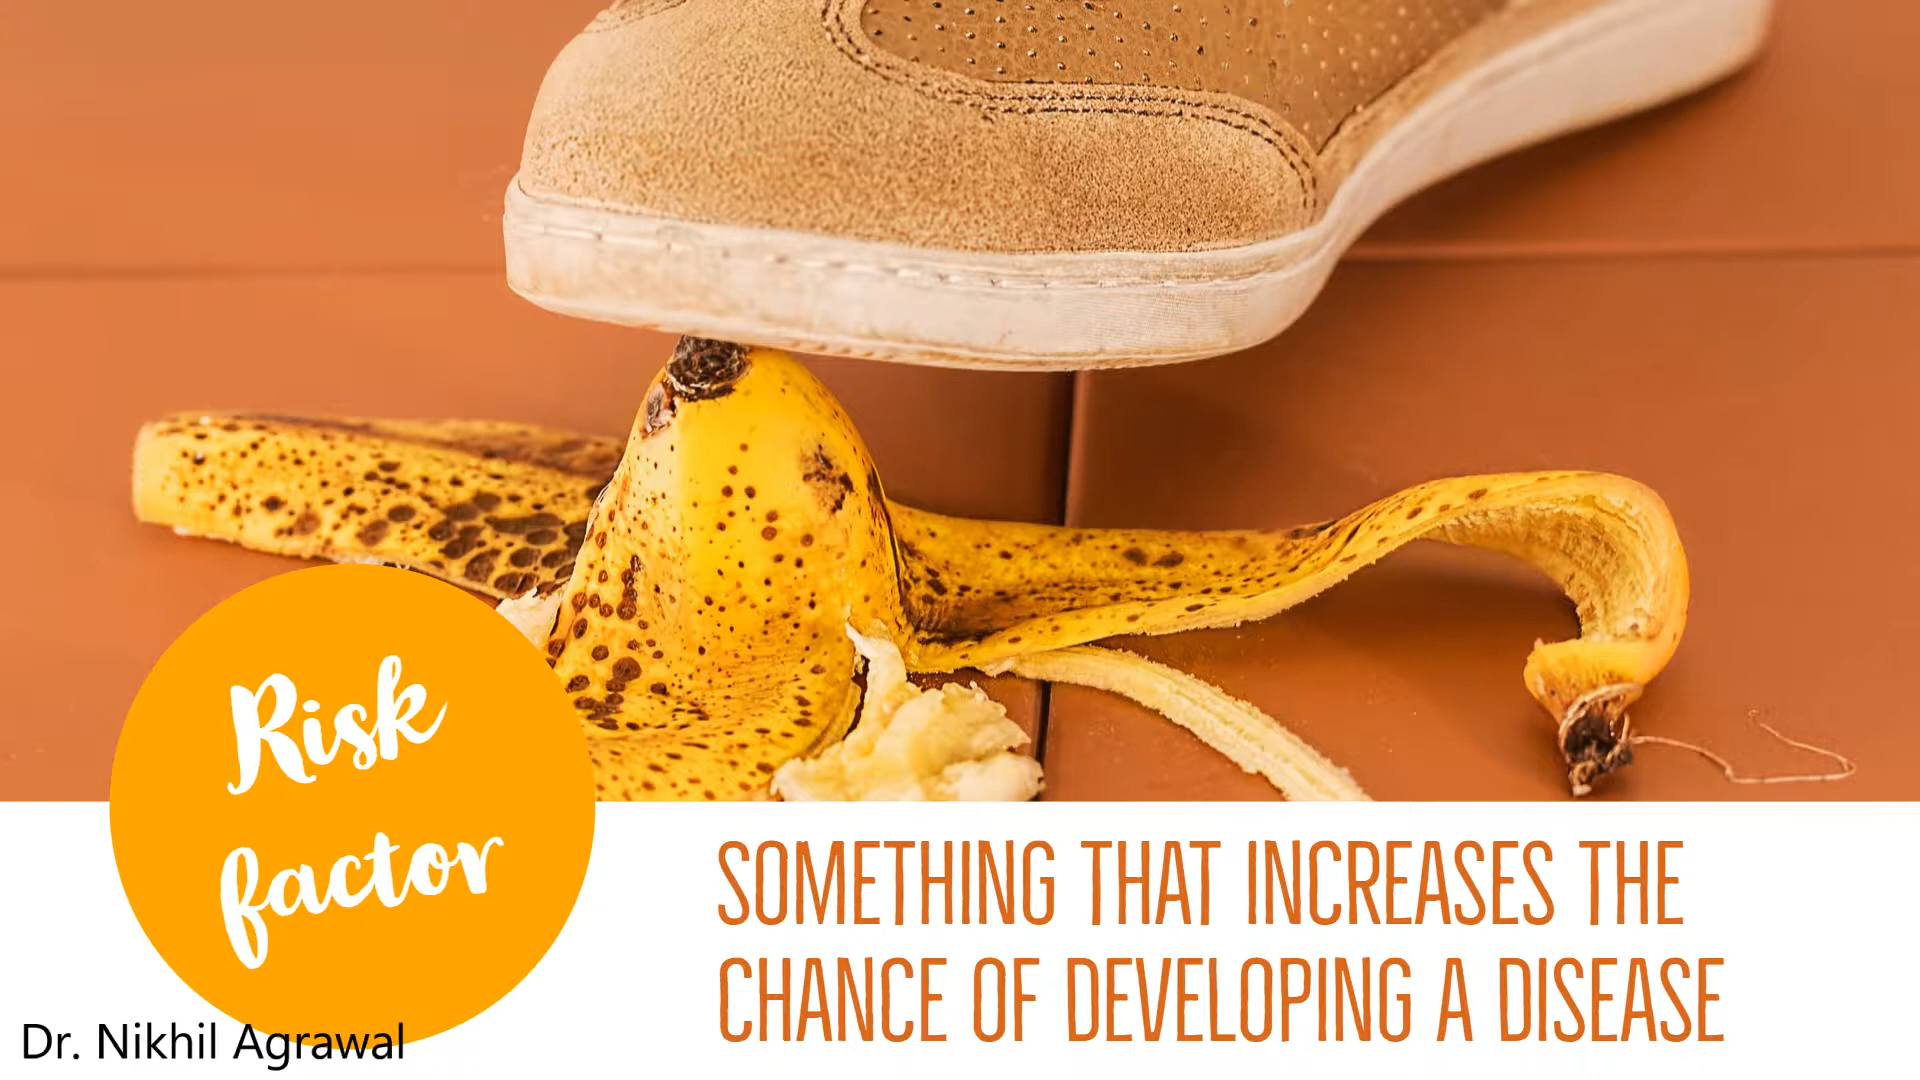 Risk
factor
SOMETHING THAT INCREASES THE
CHANCE OF DEVELOPING A DISEASE
Dr. Nikhil Agrawal